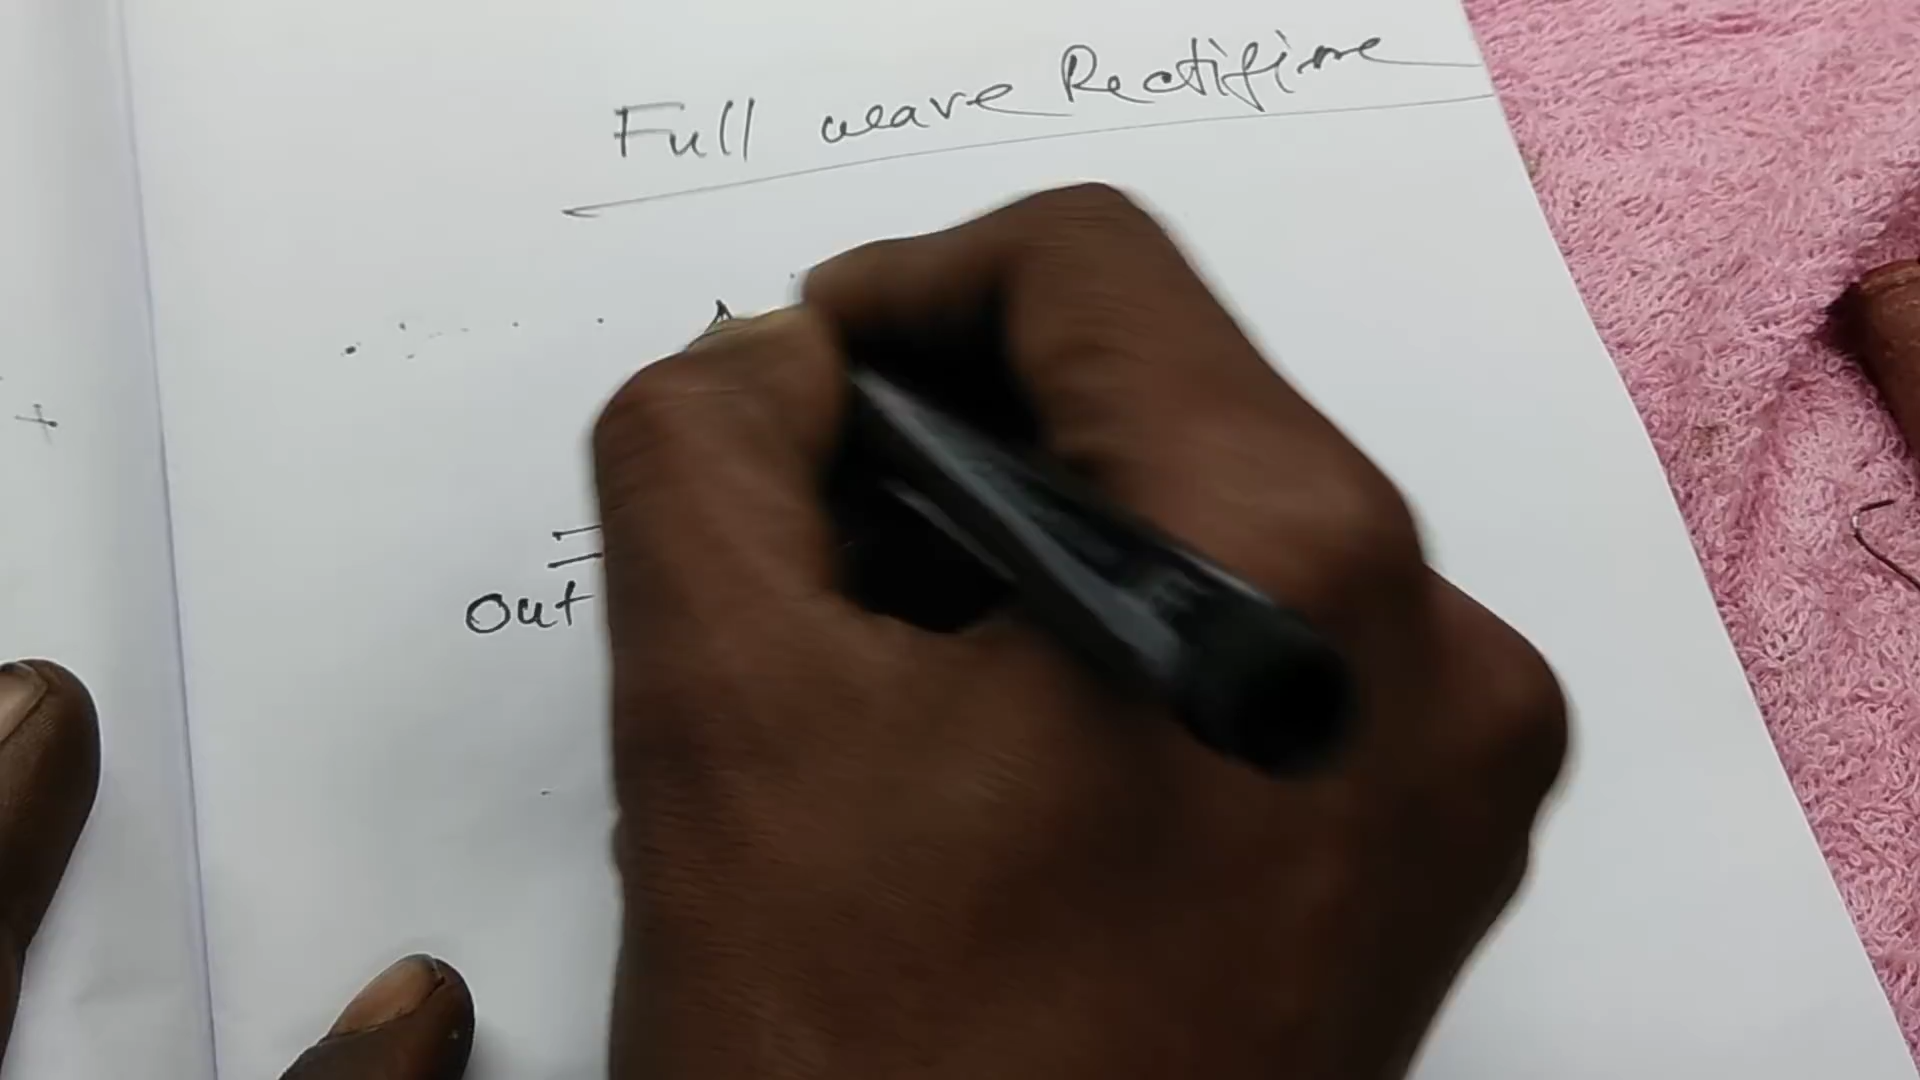 Full wave Rectifire
+
=
out